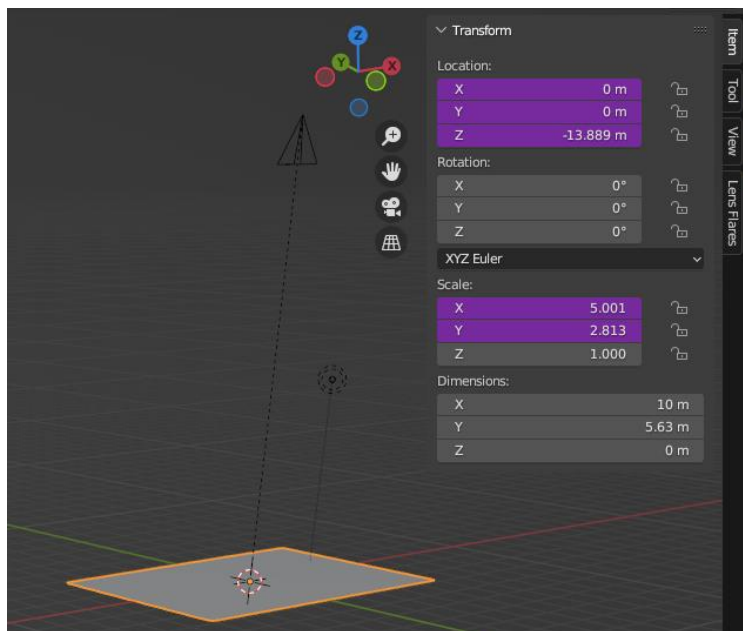 Transform
Location:
X 0 m
Y 0 m
Z -13.889 m
Rotation:
X 0°
Y 0°
Z 0°
XYZ Euler
Scale:
X 5.001
Y 2.813
Z 1.000
Dimensions:
X 10 m
Y 5.63 m
Z 0 m
Item
Tool
View
Lens Flares
Z
Y
X